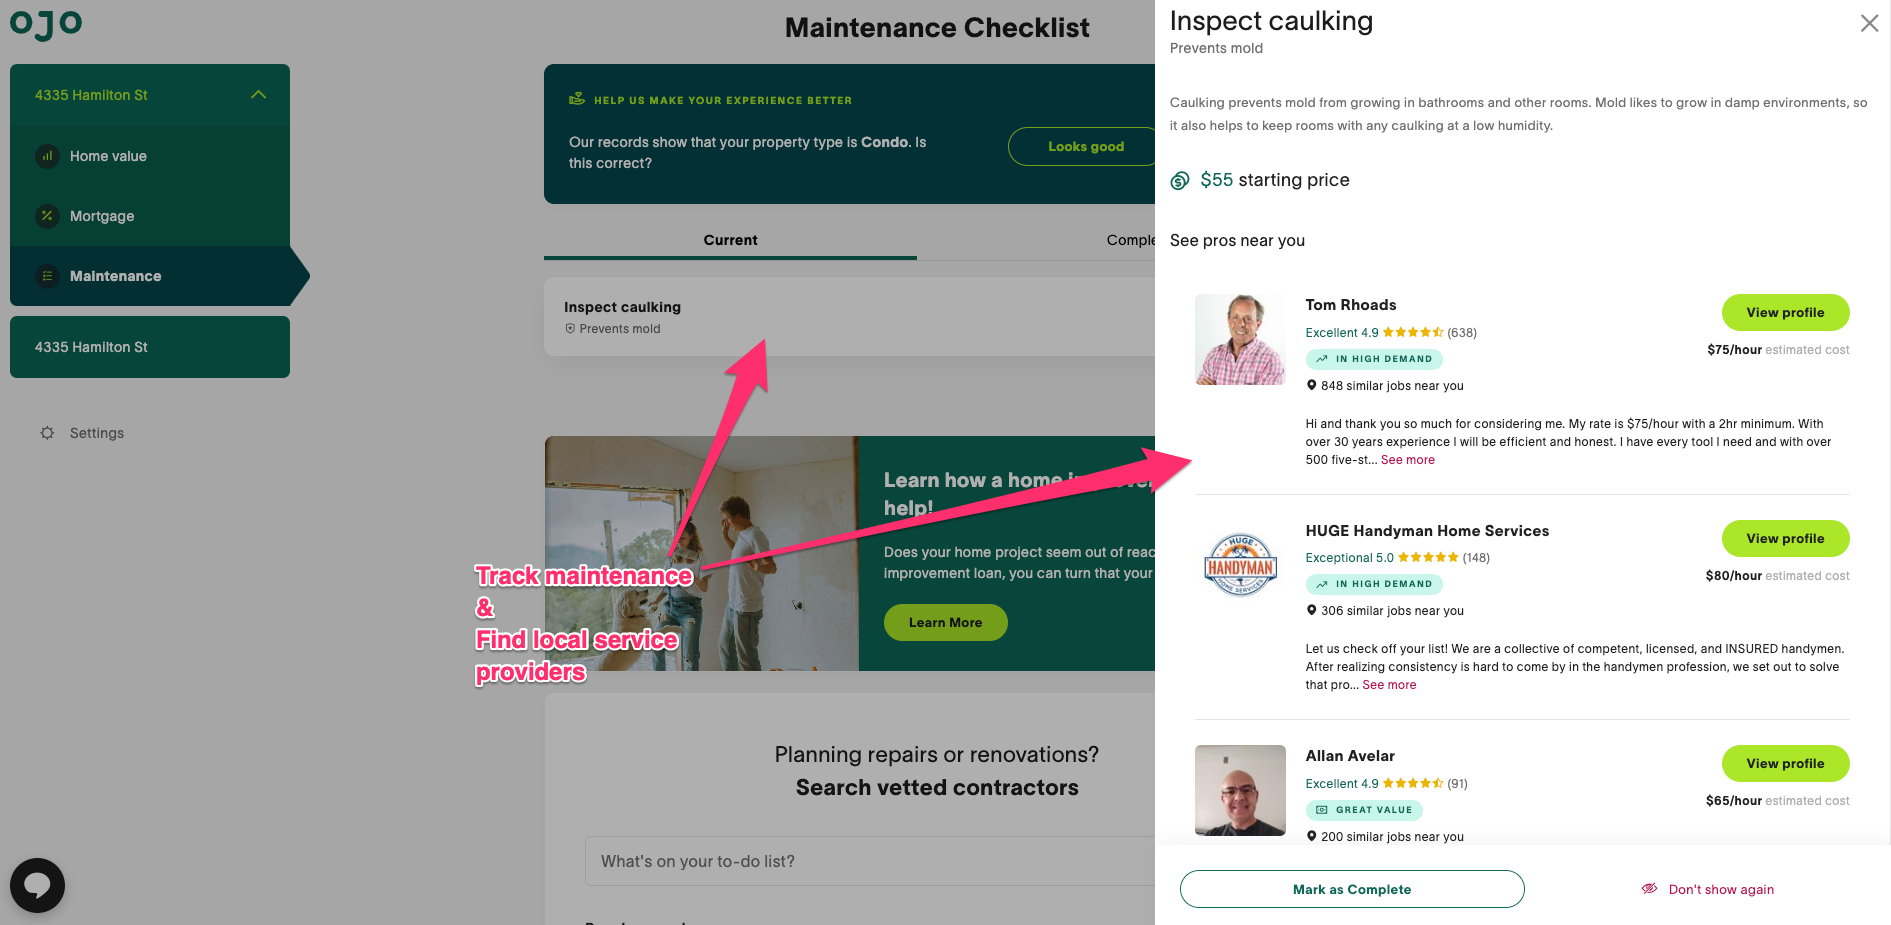 ojo
4335 Hamilton St
Home value
Mortgage
Maintenance
4335 Hamilton St
Settings
Maintenance Checklist
HELP US MAKE YOUR EXPERIENCE BETTER
Our records show that your property type is Condo. Is
this correct?
Looks good
Current
Comple
Inspect caulking
Prevents mold
Learn how a home i
help!
Does your home project seem out of reac
improvement loan, you can turn that your
Learn More
Track maintenance
&
Find local service
providers
Planning repairs or renovations?
Search vetted contractors
What's on your to-do list?
Inspect caulking
Prevents mold
Caulking prevents mold from growing in bathrooms and other rooms. Mold likes to grow in damp environments, so
it also helps to keep rooms with any caulking at a low humidity.
$55 starting price
See pros near you
Tom Rhoads
Excellent 4.9 (638)
IN HIGH DEMAND
848 similar jobs near you
View profile
$75/hour estimated cost
Hi and thank you so much for considering me. My rate is $75/hour with a 2hr minimum. With
over 30 years experience I will be efficient and honest. I have every tool I need and with over
500 five-st... See more
HUGE
HANDYMAN
HOME SERVICES
HUGE Handyman Home Services
Exceptional 5.0 (148)
IN HIGH DEMAND
306 similar jobs near you
View profile
$80/hour estimated cost
Let us check off your list! We are a collective of competent, licensed, and INSURED handymen.
After realizing consistency is hard to come by in the handymen profession, we set out to solve
that pro... See more
Allan Avelar
Excellent 4.9 (91)
GREAT VALUE
200 similar jobs near you
View profile
$65/hour estimated cost
Mark as Complete
Don't show again